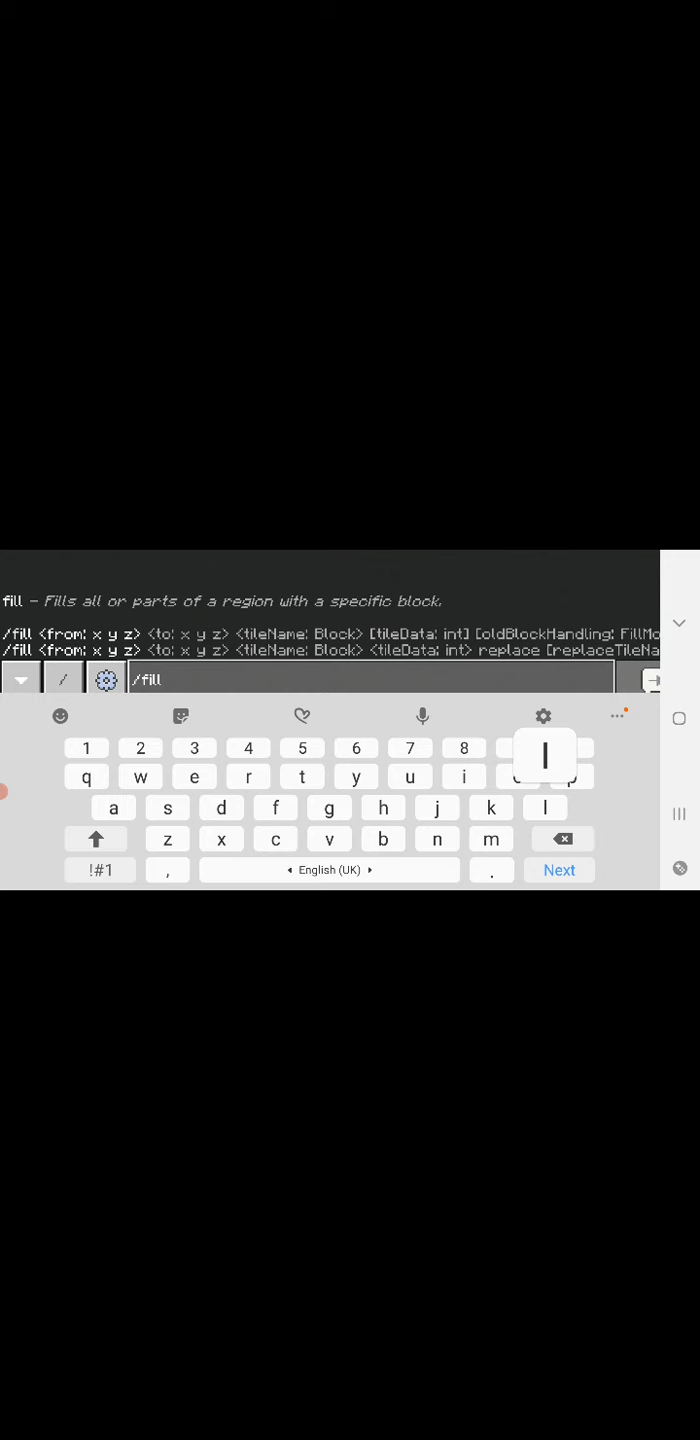 fill - Fills all or parts of a region with a specific block.
/fill <from: x y z> <to: x y z> <tileName: Block> [tileData: int] [oldBlockHandling: FillMo
/fill <from: x y z> <to: x y z> <tileName: Block> <tileData: int> replace [replaceTileNa
/ /fill
1 2 3 4 5 6 7 8
l
q w e r t y u i p
a s d f g h j k l
z x c v b n m
!#1 , English (UK) . Next